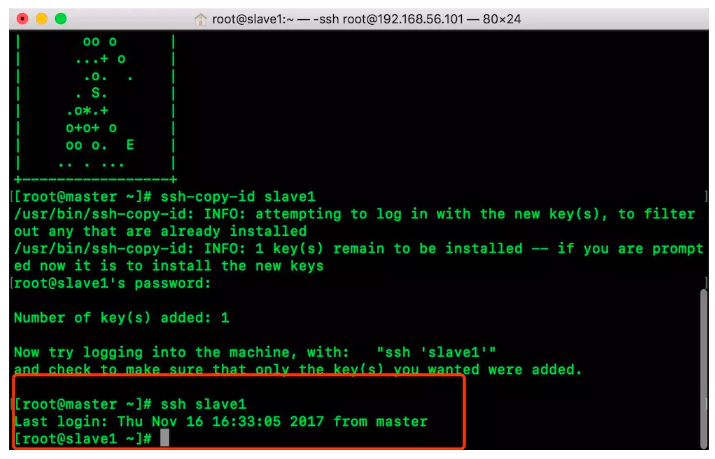 root@slave1:~ — -ssh root@192.168.56.101 — 80×24
| oo o |
| ...+ o |
| .o. . |
| . S. |
| .o*.+ |
| o+o+ o |
| oo o. E |
| .. . ... |
+-----------------+
[[root@master ~]# ssh-copy-id slave1 ]
/usr/bin/ssh-copy-id: INFO: attempting to log in with the new key(s), to filter
out any that are already installed
/usr/bin/ssh-copy-id: INFO: 1 key(s) remain to be installed -- if you are prompt
ed now it is to install the new keys
[root@slave1's password: ]
Number of key(s) added: 1
Now try logging into the machine, with: "ssh 'slave1'"
and check to make sure that only the key(s) you wanted were added.
[[root@master ~]# ssh slave1 ]
Last login: Thu Nov 16 16:33:05 2017 from master
[root@slave1 ~]#